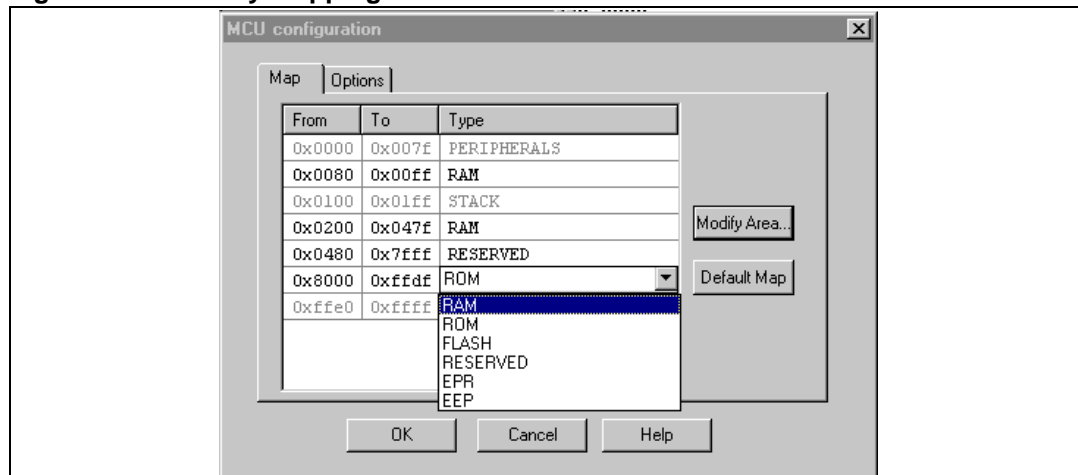 MCU configuration
Map Options
From To Type
0x0000 0x007f PERIPHERALS
0x0080 0x00ff RAM
0x0100 0x01ff STACK
0x0200 0x047f RAM
0x0480 0x7fff RESERVED
0x8000 0xffdf ROM
0xffe0 0xffff RAM
ROM
FLASH
RESERVED
EPR
EEP
Modify Area...
Default Map
OK Cancel Help